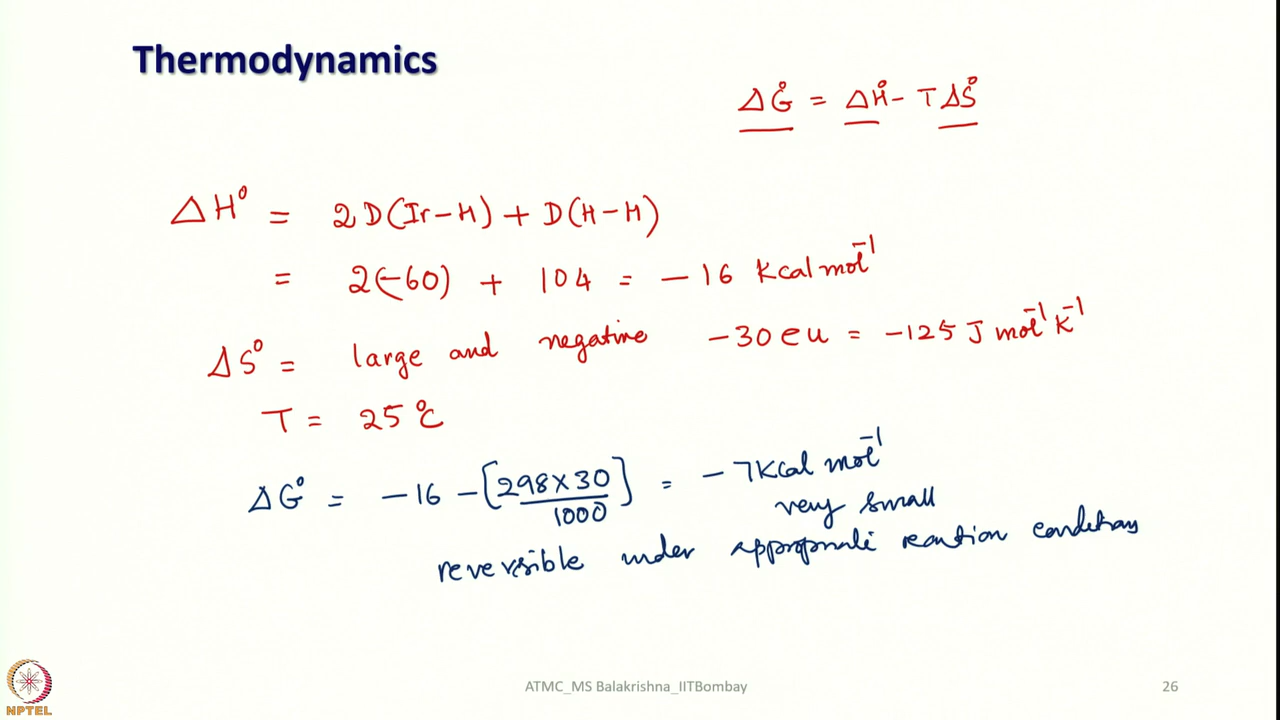 Thermodynamics
ΔG° = ΔH° - TΔS°
ΔH° = 2D(Ir-H) + D(H-H)
= 2(-60) + 104 = -16 Kcal mol⁻¹
ΔS° = large and negative -30 eu = -125 J mol⁻¹ K⁻¹
T = 25°C
ΔG° = -16 - [298×30/1000] = -7 Kcal mol⁻¹
very small
reversible under appropriate reaction conditions
NPTEL
ATMC_MS Balakrishna_IITBombay
26